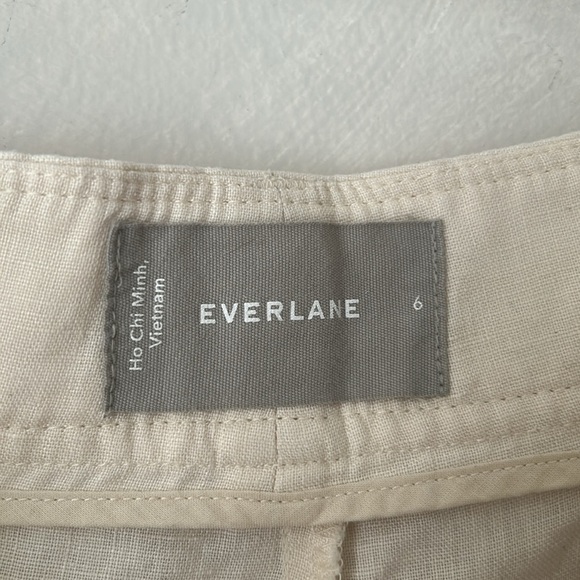 Ho Chi Minh,
Vietnam
EVERLANE
6